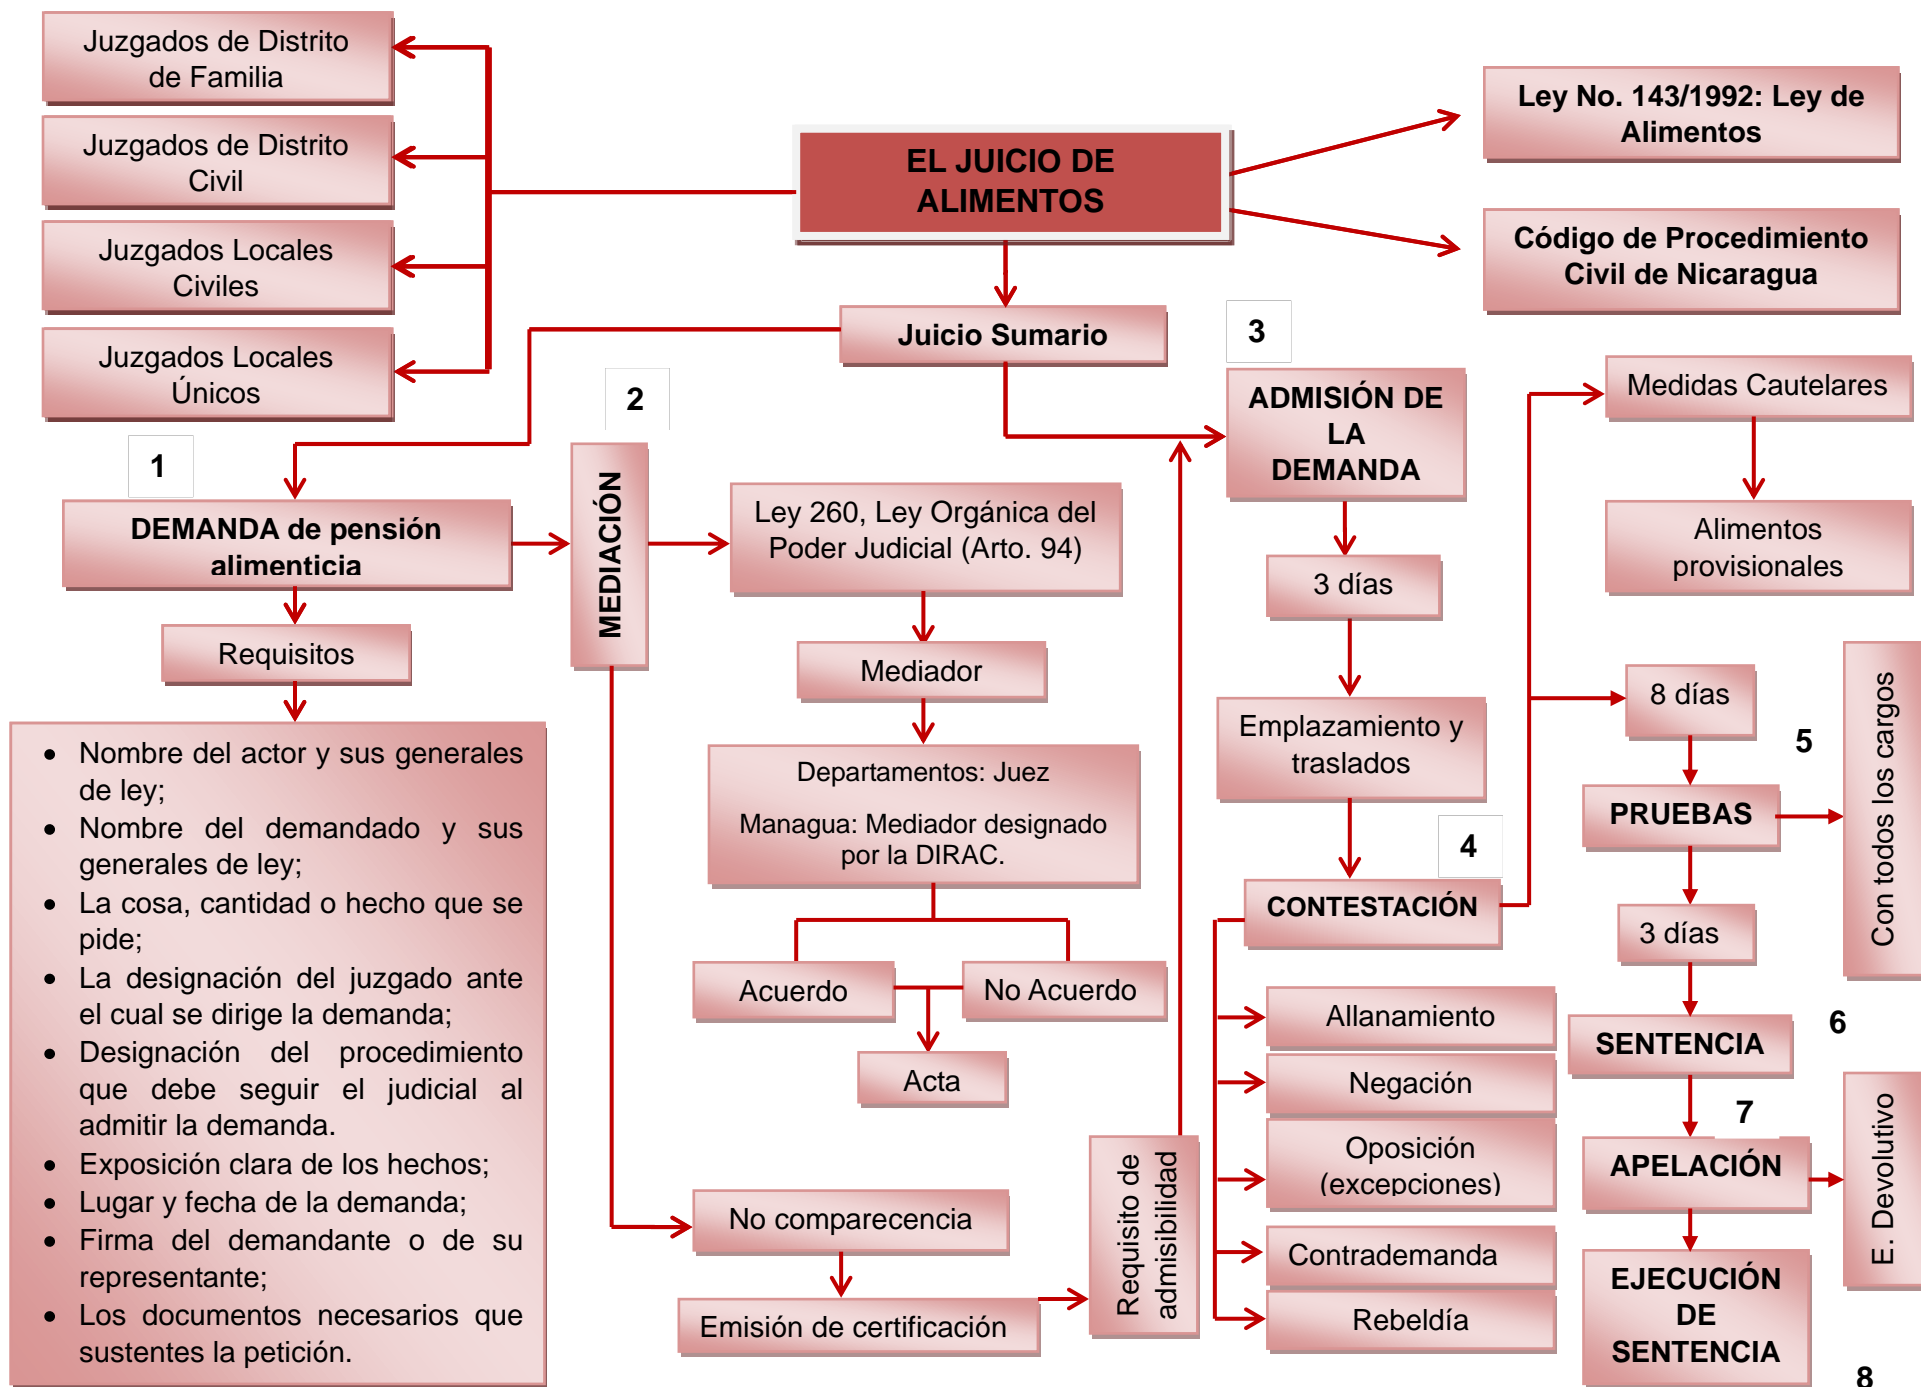 Juzgados de Distrito
de Familia
Juzgados de Distrito
Civil
Juzgados Locales
Civiles
Juzgados Locales
Únicos
EL JUICIO DE
ALIMENTOS
Ley No. 143/1992: Ley de
Alimentos
Código de Procedimiento
Civil de Nicaragua
Juicio Sumario
1
DEMANDA de pensión
alimenticia
Requisitos
• Nombre del actor y sus generales
de ley;
• Nombre del demandado y sus
generales de ley;
• La cosa, cantidad o hecho que se
pide;
• La designación del juzgado ante
el cual se dirige la demanda;
• Designación del procedimiento
que debe seguir el judicial al
admitir la demanda.
• Exposición clara de los hechos;
• Lugar y fecha de la demanda;
• Firma del demandante o de su
representante;
• Los documentos necesarios que
sustentes la petición.
2
MEDIACIÓN
Ley 260, Ley Orgánica del
Poder Judicial (Arto. 94)
Mediador
Departamentos: Juez
Managua: Mediador designado
por la DIRAC.
Acuerdo
No Acuerdo
Acta
No comparecencia
Emisión de certificación
Requisito de
admisibilidad
3
ADMISIÓN DE
LA
DEMANDA
3 días
Emplazamiento y
traslados
4
CONTESTACIÓN
Allanamiento
Negación
Oposición
(excepciones)
Contrademanda
Rebeldía
Medidas Cautelares
Alimentos
provisionales
8 días
5
PRUEBAS
Con todos los cargos
3 días
6
SENTENCIA
7
APELACIÓN
E. Devolutivo
EJECUCIÓN
DE
SENTENCIA
8